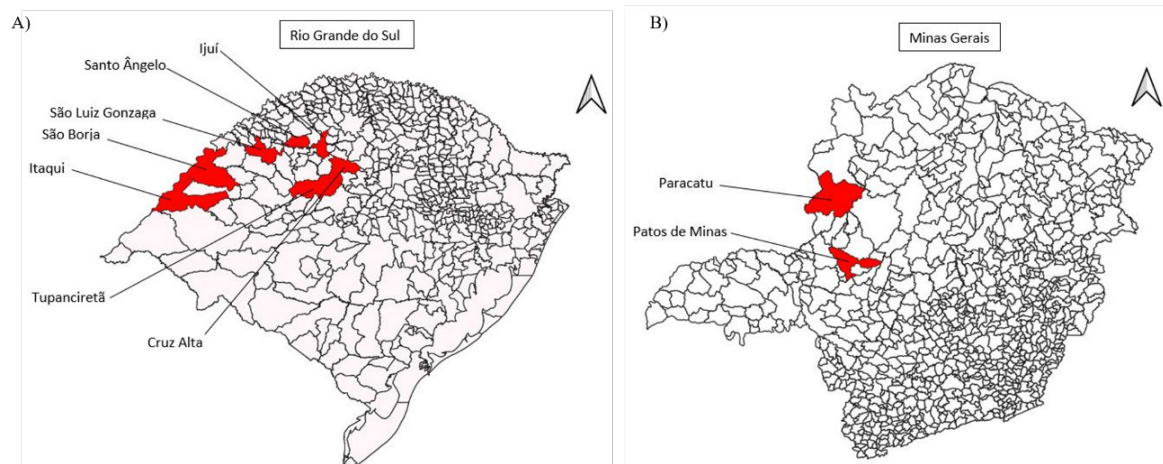 A)
Rio Grande do Sul
Ijuí
Santo Ângelo
São Luiz Gonzaga
São Borja
Itaqui
Tupanciretã
Cruz Alta
B)
Minas Gerais
Paracatu
Patos de Minas